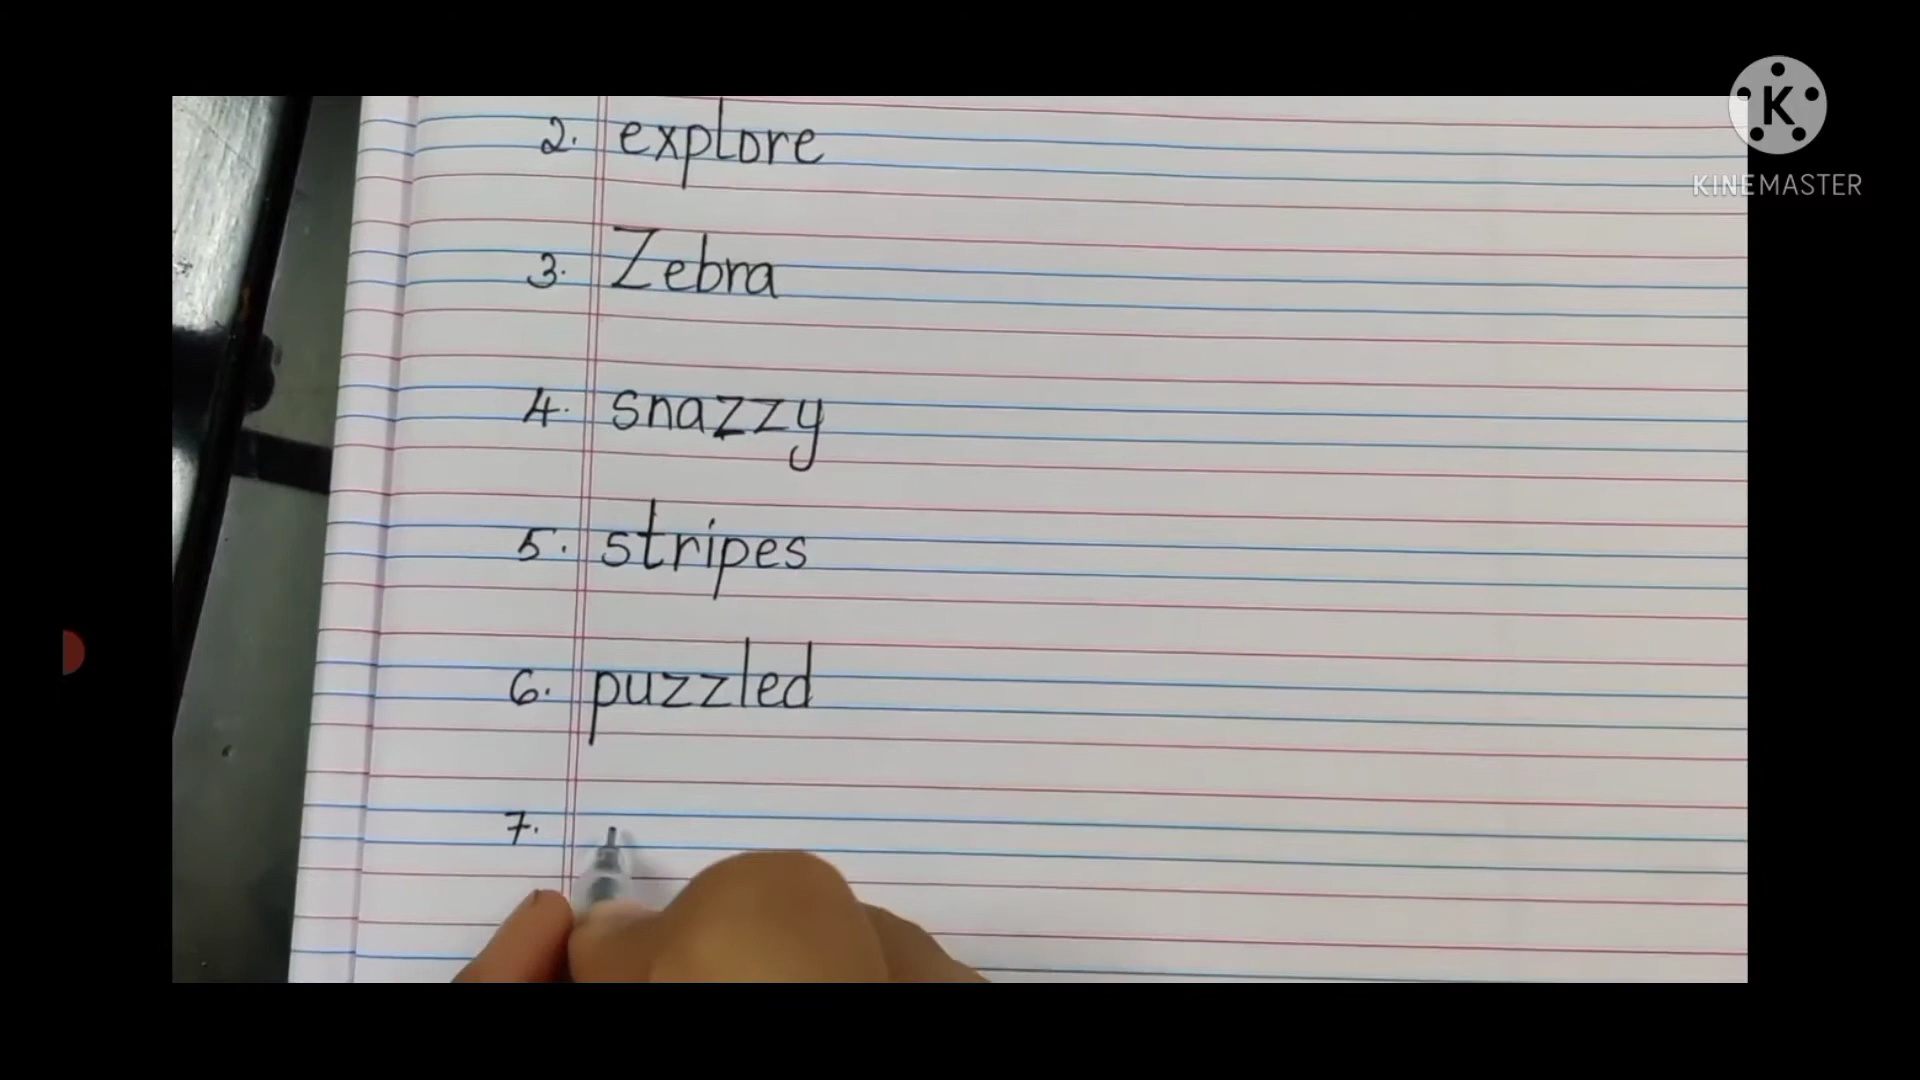 2. explore
3. Zebra
4. snazzy
5. stripes
6. puzzled
7.
K
KINEMASTER